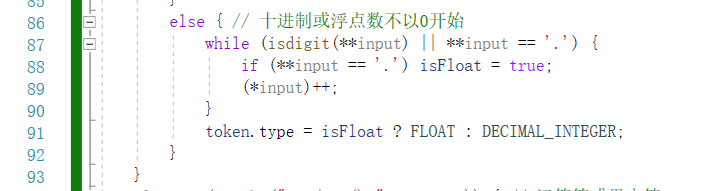 85 }
86 else { // 十进制或浮点数不以0开始
87 while (isdigit(**input) || **input == '.') {
88 if (**input == '.') isFloat = true;
89 (*input)++;
90 }
91 token.type = isFloat ? FLOAT : DECIMAL_INTEGER;
92 }
93 }